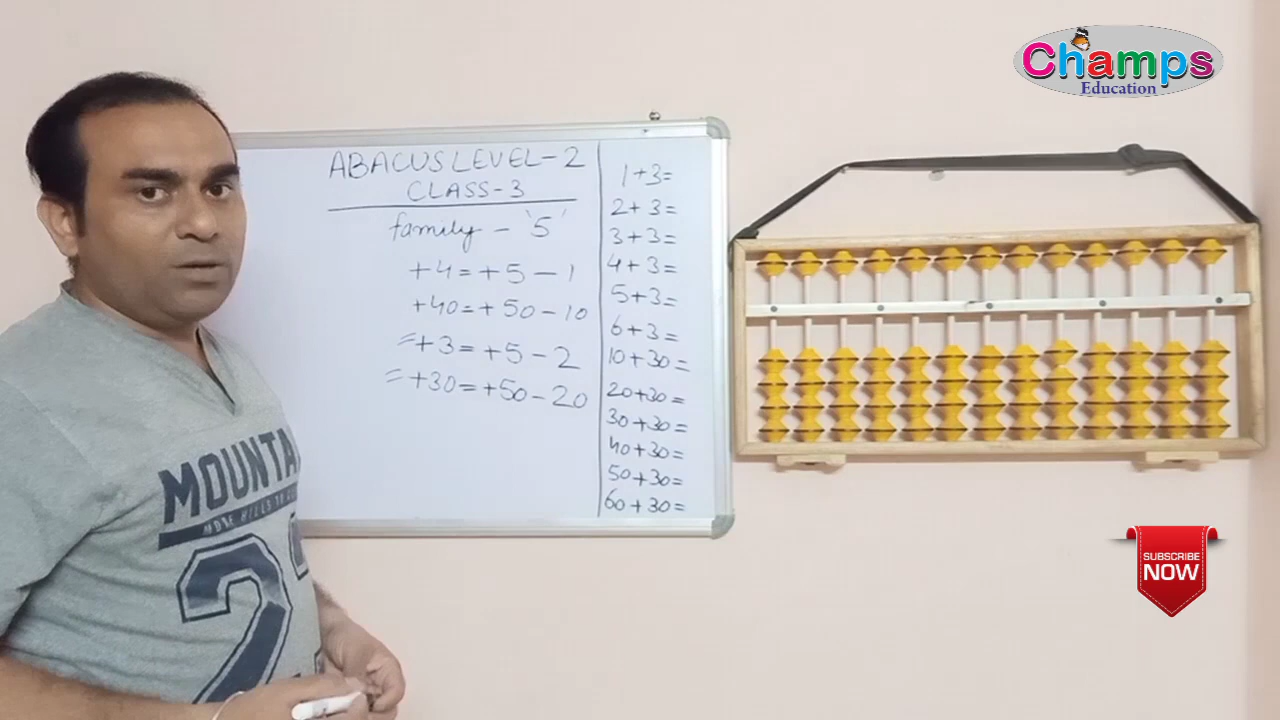 Champs
Education
ABACUS LEVEL-2
CLASS-3
family - '5'
+4=+5-1
+40=+50-10
=+3=+5-2
=+30=+50-20
1+3=
2+3=
3+3=
4+3=
5+3=
6+3=
10+30=
20+30=
30+30=
40+30=
50+30=
60+30=
MOUNTA
SUBSCRIBE
NOW